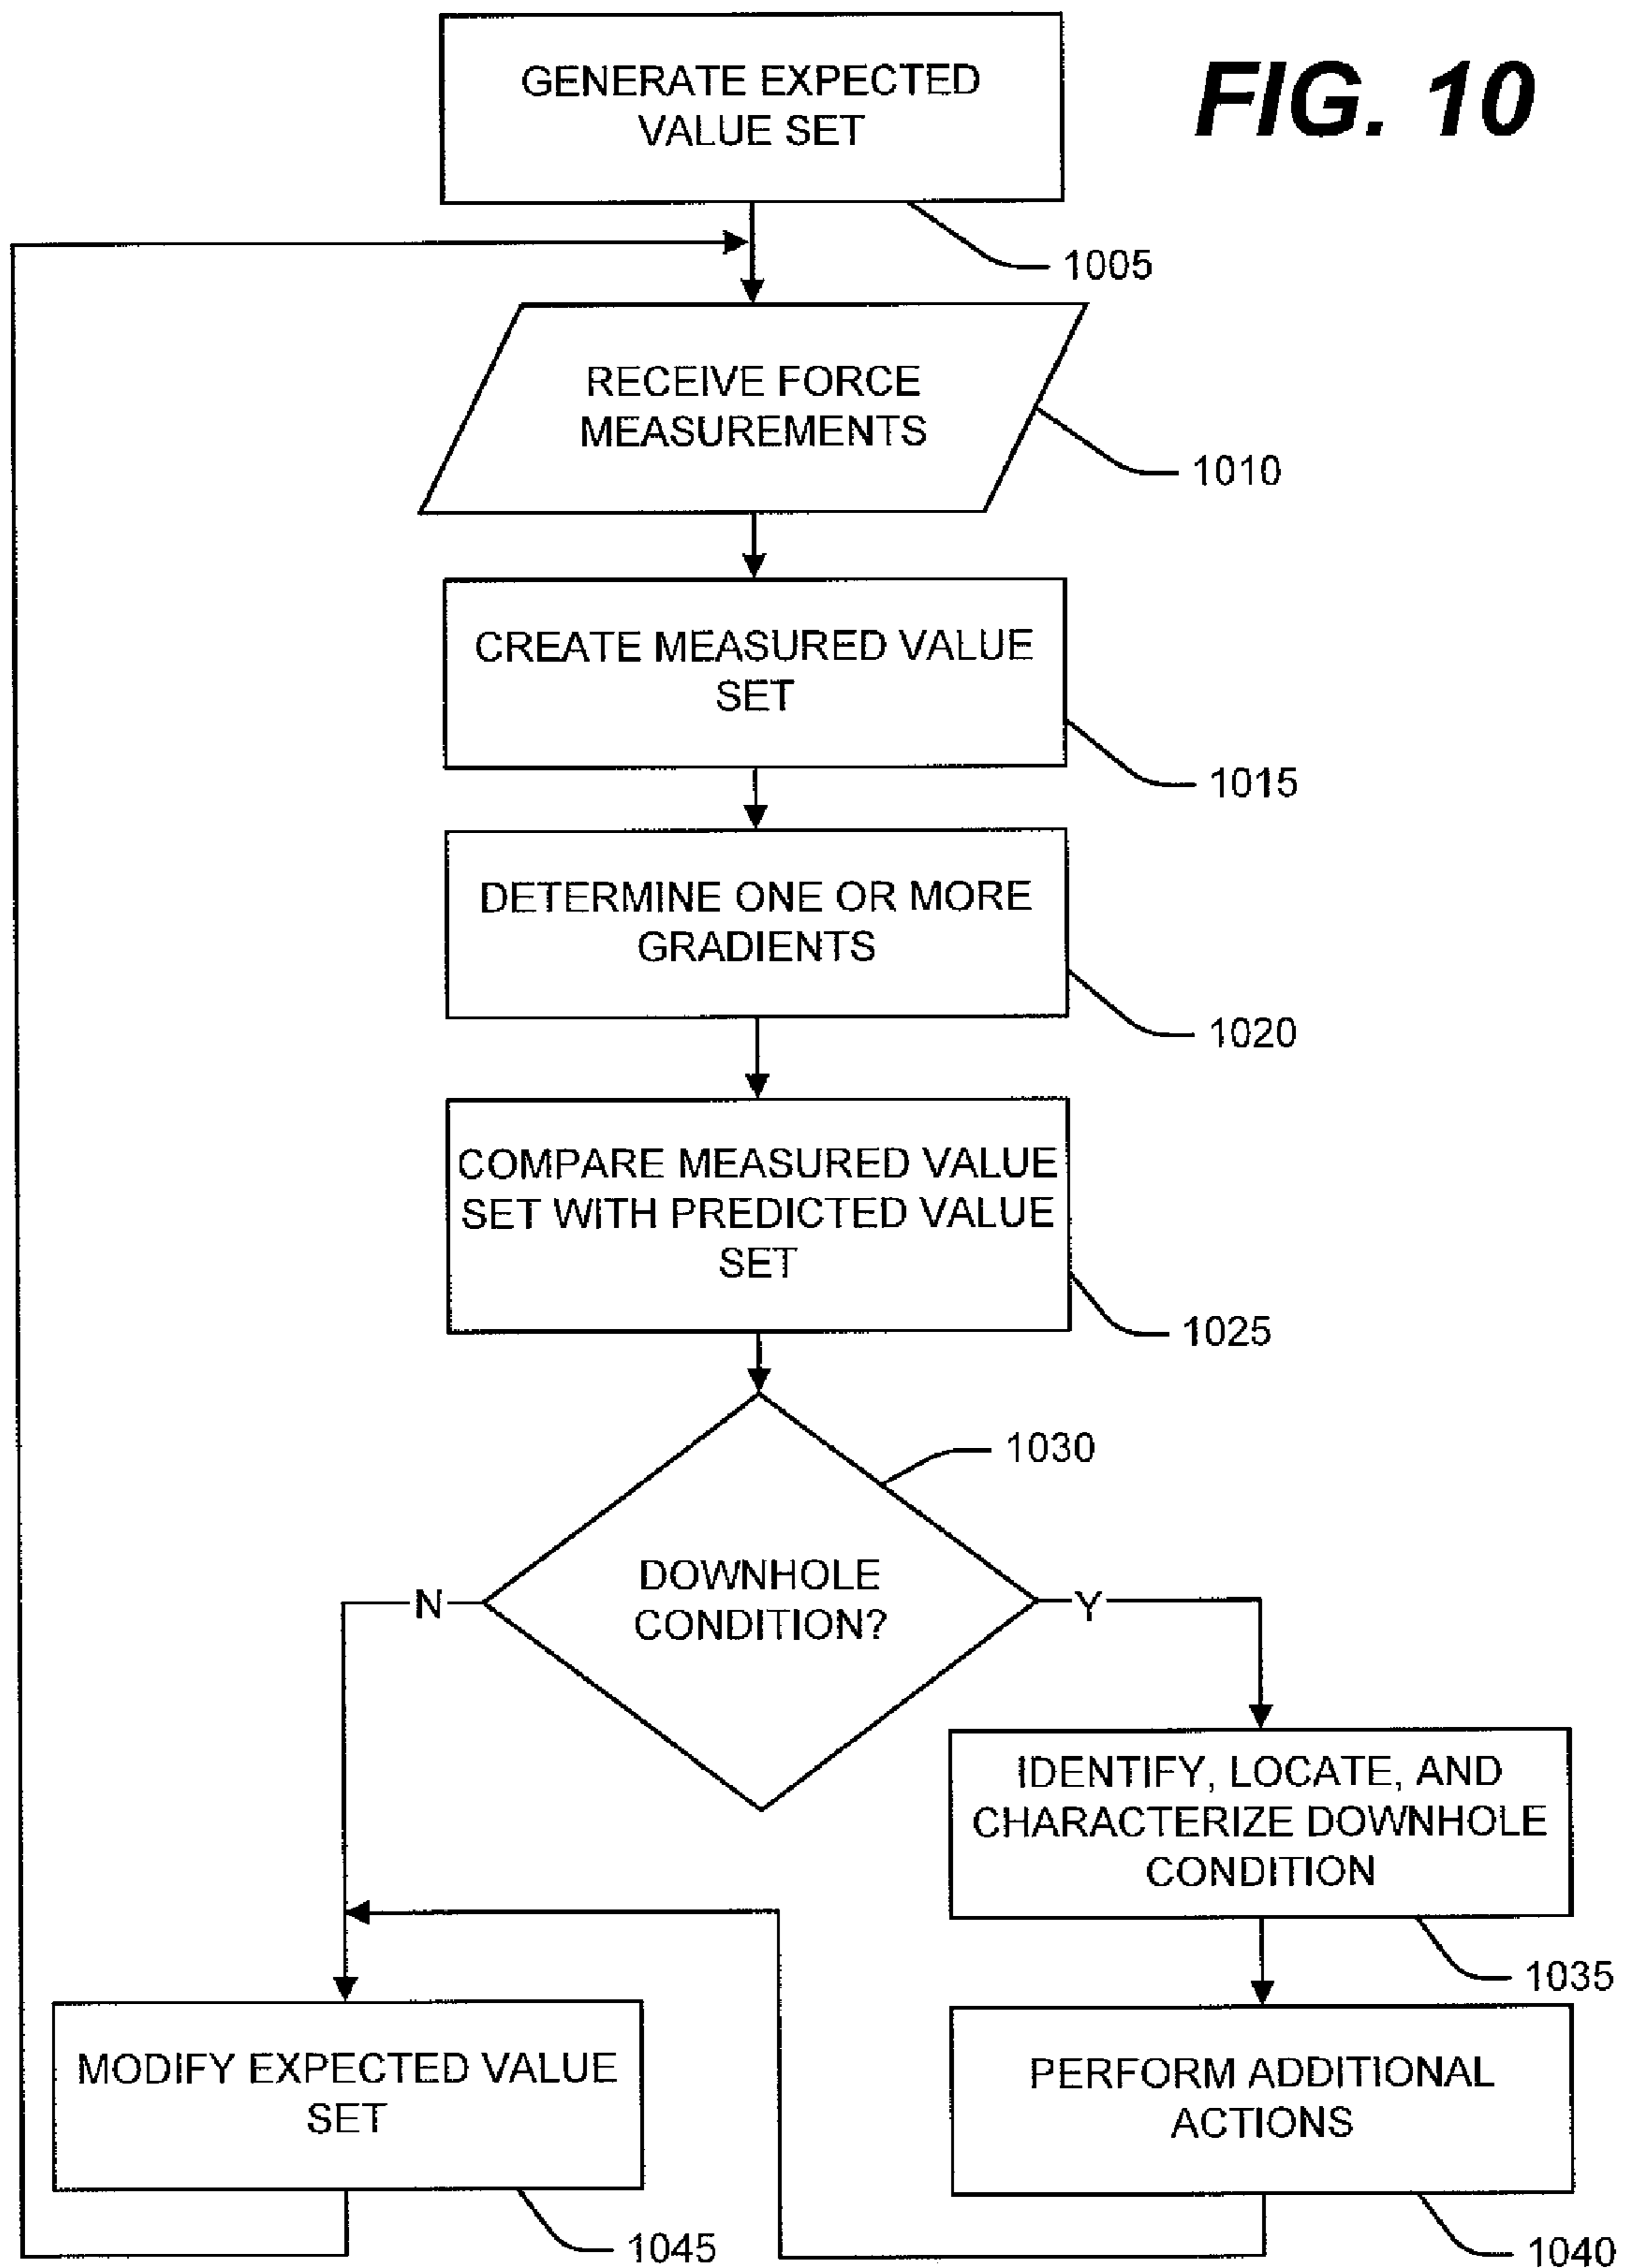 GENERATE EXPECTED
VALUE SET
FIG. 10
1005
RECEIVE FORCE
MEASUREMENTS
1010
CREATE MEASURED VALUE
SET
1015
DETERMINE ONE OR MORE
GRADIENTS
1020
COMPARE MEASURED VALUE
SET WITH PREDICTED VALUE
SET
1025
1030
DOWNHOLE
CONDITION?
N
Y
IDENTIFY, LOCATE, AND
CHARACTERIZE DOWNHOLE
CONDITION
1035
MODIFY EXPECTED VALUE
SET
1045
PERFORM ADDITIONAL
ACTIONS
1040